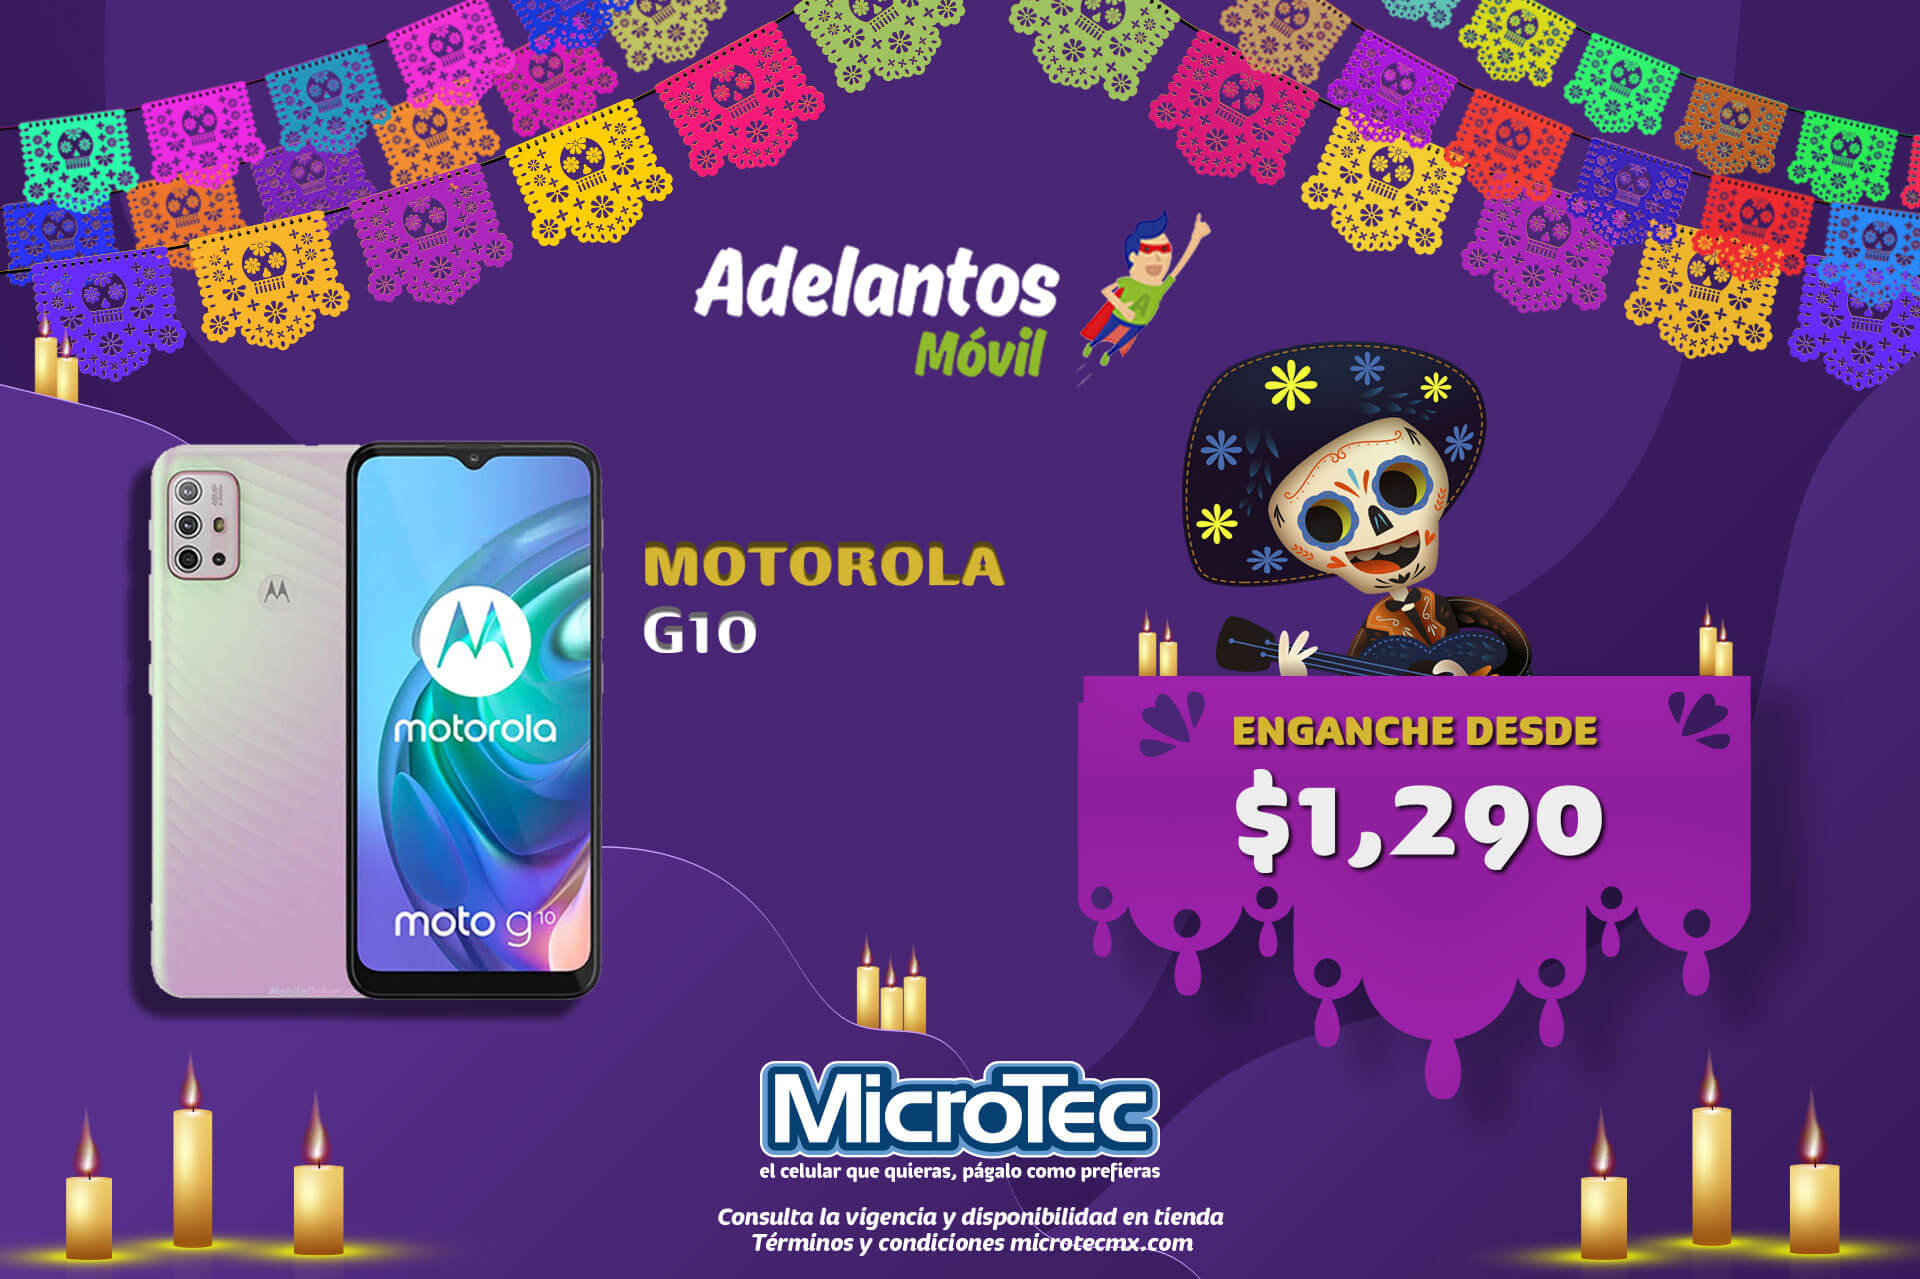 Adelantos
Móvil
MOTOROLA
G10
motorola
moto g10
ENGANCHE DESDE
$1,290
MICROTEC
el celular que quieras, págalo como prefieras
Consulta la vigencia y disponibilidad en tienda
Términos y condiciones microtecmx.com